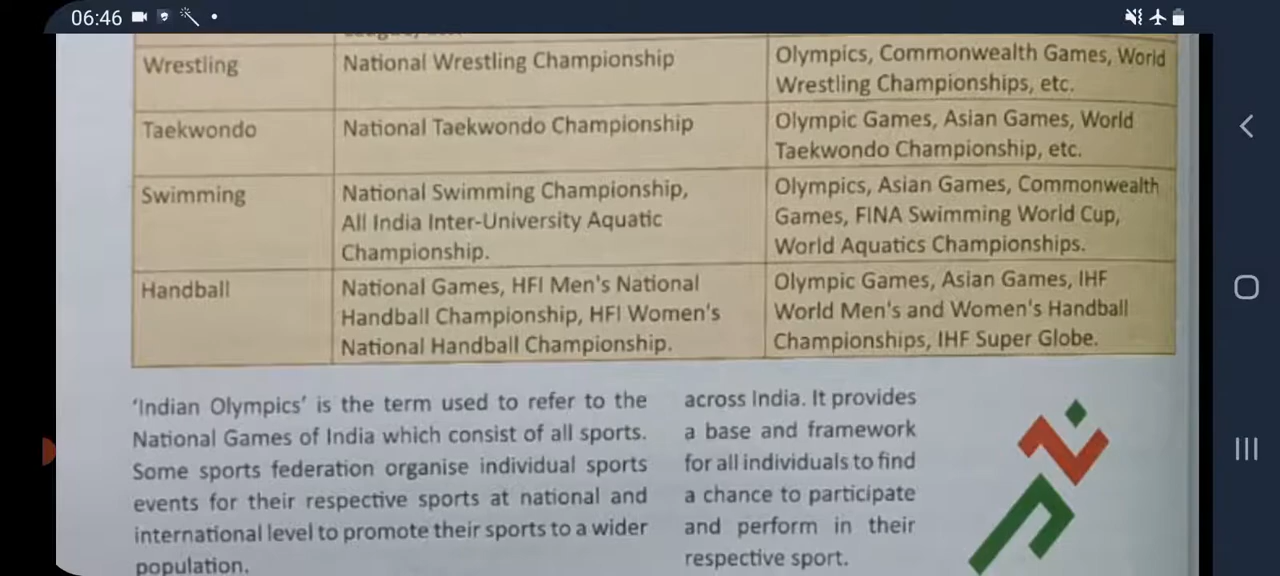 06:46
Wrestling
National Wrestling Championship
Olympics, Commonwealth Games, World
Wrestling Championships, etc.
Taekwondo
National Taekwondo Championship
Olympic Games, Asian Games, World
Taekwondo Championship, etc.
Swimming
National Swimming Championship,
All India Inter-University Aquatic
Championship.
Olympics, Asian Games, Commonwealth
Games, FINA Swimming World Cup,
World Aquatics Championships.
Handball
National Games, HFI Men's National
Handball Championship, HFI Women's
National Handball Championship.
Olympic Games, Asian Games, IHF
World Men's and Women's Handball
Championships, IHF Super Globe.
‘Indian Olympics’ is the term used to refer to the
National Games of India which consist of all sports.
Some sports federation organise individual sports
events for their respective sports at national and
international level to promote their sports to a wider
population.
across India. It provides
a base and framework
for all individuals to find
a chance to participate
and perform in their
respective sport.